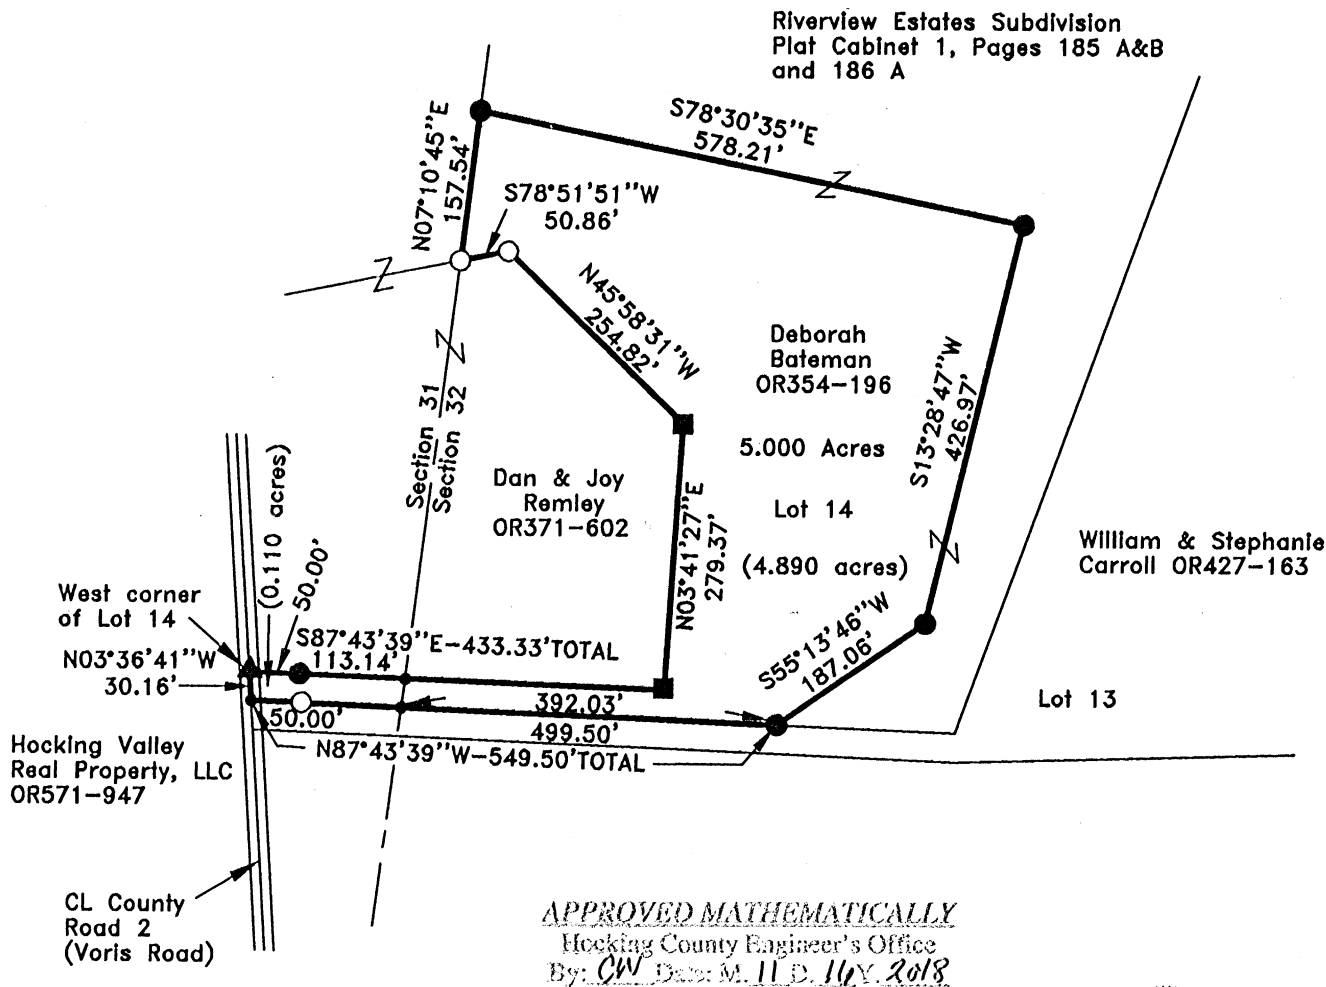 Riverview Estates Subdivision
Plat Cabinet 1, Pages 185 A&B
and 186 A
S78°30'35"E
578.21'
N07°10'45"E
157.54'
S78°51'51"W
50.86'
N45°58'31"W
254.82'
Deborah
Bateman
OR354-196
5.000 Acres
Lot 14
(4.890 acres)
S13°28'47"W
426.97'
Section 31
Section 32
Dan & Joy
Remley
OR371-602
N03°41'27"E
279.37'
William & Stephanie
Carroll OR427-163
(0.110 acres)
50.00'
West corner
of Lot 14
N03°36'41"W
30.16'
S87°43'39"E-433.33'TOTAL
113.14'
S55°13'46"W
187.06'
392.03'
50.00'
499.50'
N87°43'39"W-549.50'TOTAL
Lot 13
Hocking Valley
Real Property, LLC
OR571-947
CL County
Road 2
(Voris Road)
APPROVED MATHEMATICALLY
Hocking County Engineer's Office
By: CW Date: M. 11 D. 16 Y. 2018